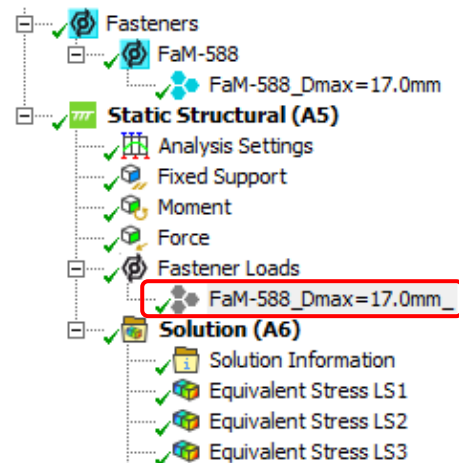 Fasteners
FaM-588
FaM-588_Dmax=17.0mm
Static Structural (A5)
Analysis Settings
Fixed Support
Moment
Force
Fastener Loads
FaM-588_Dmax=17.0mm_
Solution (A6)
Solution Information
Equivalent Stress LS1
Equivalent Stress LS2
Equivalent Stress LS3